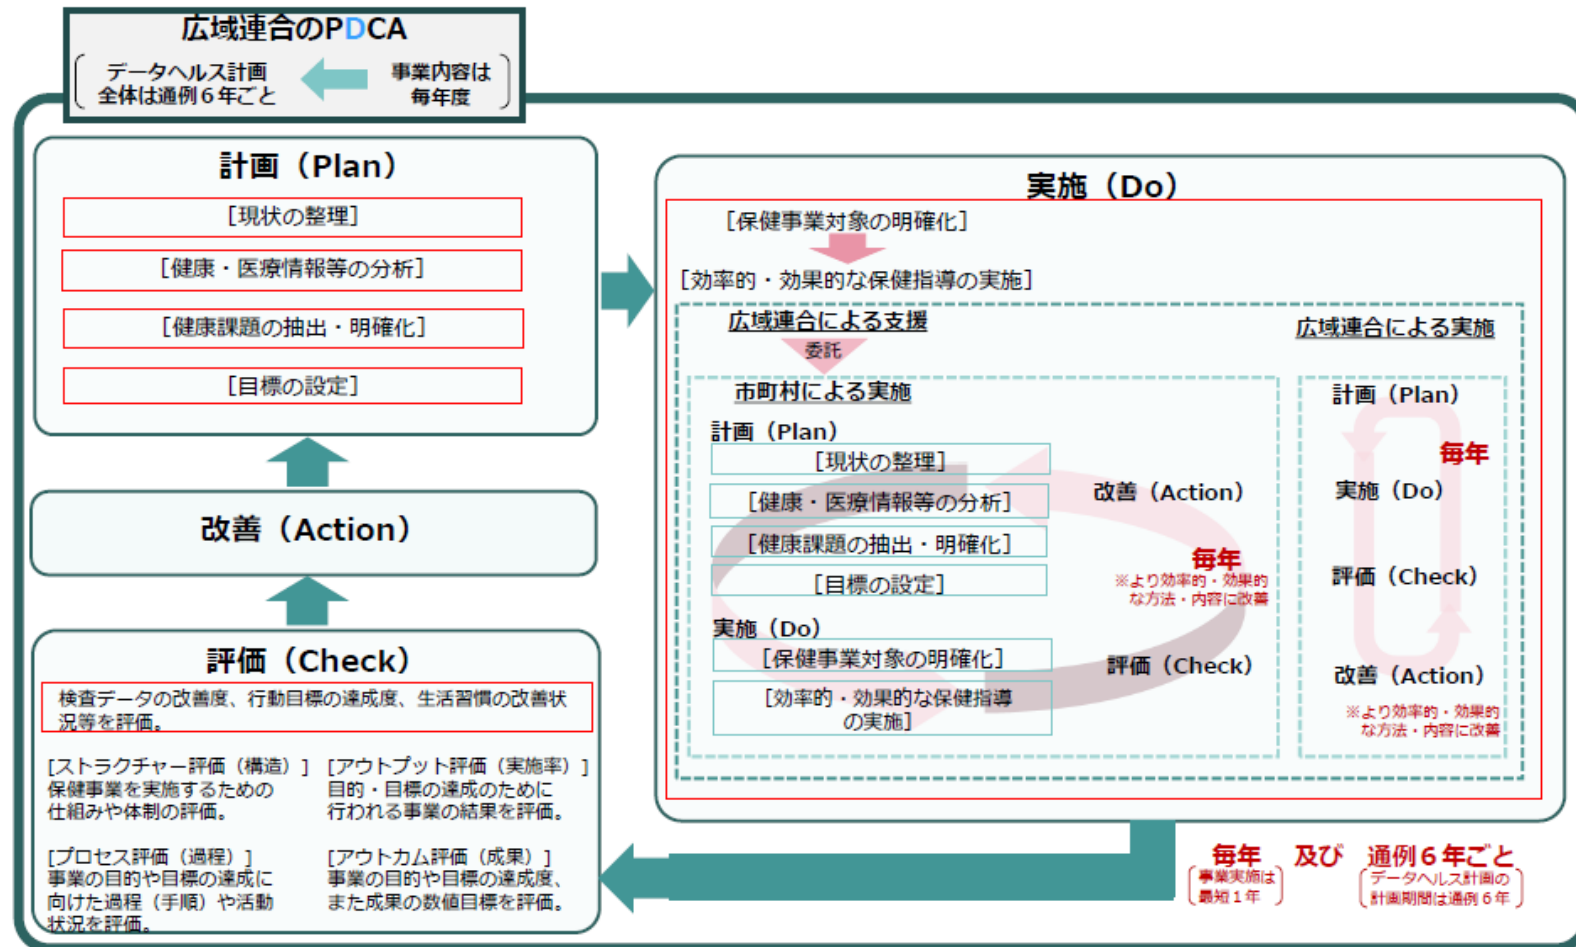 広域連合のPDCA
データヘルス計画
全体は通例６年ごと
事業内容は
毎年度
計画（Plan）
［現状の整理］
［健康・医療情報等の分析］
［健康課題の抽出・明確化］
［目標の設定］
改善（Action）
評価（Check）
検査データの改善度、行動目標の達成度、生活習慣の改善状
況等を評価。
[ストラクチャー評価（構造）]
保健事業を実施するための
仕組みや体制の評価。
[アウトプット評価（実施率）]
目的・目標の達成のために
行われる事業の結果を評価。
[プロセス評価（過程）]
事業の目的や目標の達成に
向けた過程（手順）や活動
状況を評価。
[アウトカム評価（成果）]
事業の目的や目標の達成度、
また成果の数値目標を評価。
実施（Do）
［保健事業対象の明確化］
［効率的・効果的な保健指導の実施］
広域連合による支援
委託
市町村による実施
計画（Plan）
［現状の整理］
［健康・医療情報等の分析］
［健康課題の抽出・明確化］
［目標の設定］
実施（Do）
［保健事業対象の明確化］
［効率的・効果的な保健指導
の実施］
改善（Action）
毎年
※より効率的・効果的
な方法・内容に改善
評価（Check）
広域連合による実施
計画（Plan）
毎年
実施（Do）
評価（Check）
改善（Action）
※より効率的・効果的
な方法・内容に改善
毎年 及び 通例６年ごと
事業実施は
最短１年
データヘルス計画の
計画期間は通例６年